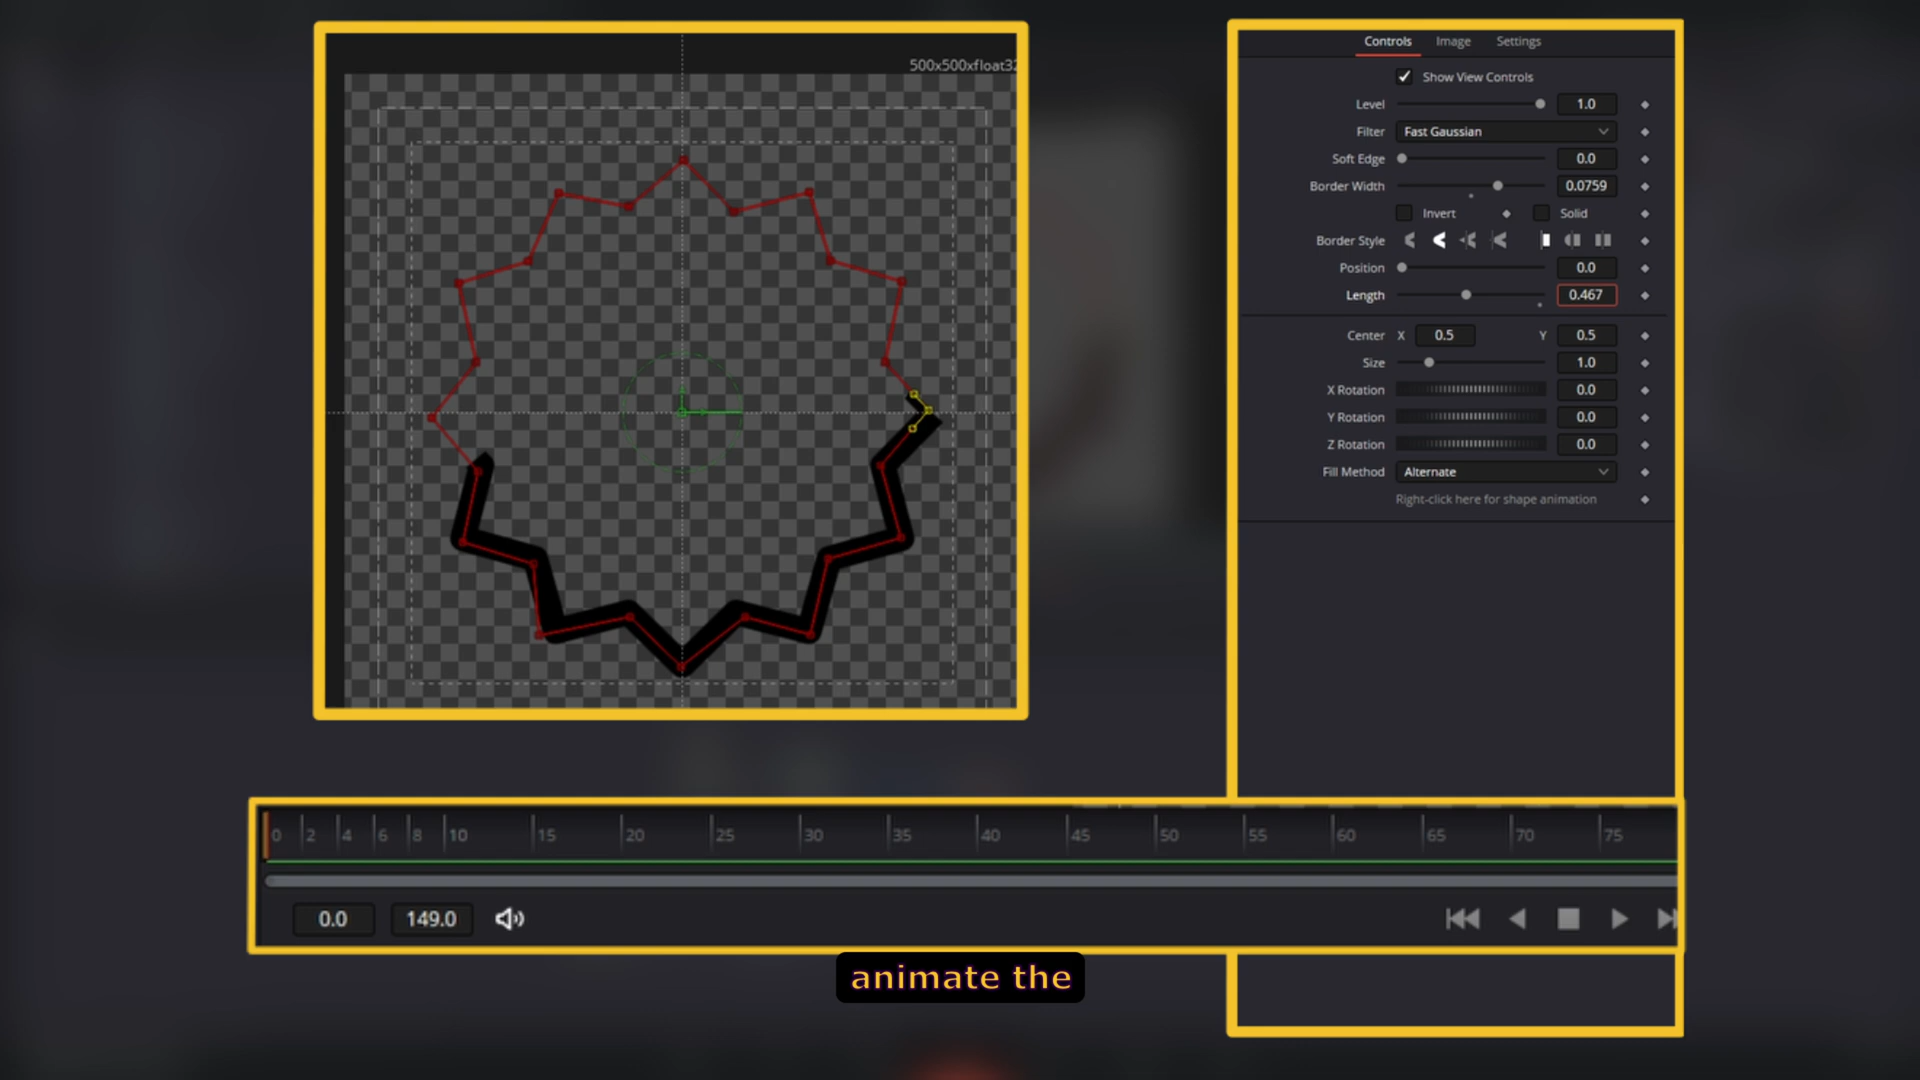 500x500xfloat32
Controls Image Settings
Show View Controls
Level 1.0
Filter Fast Gaussian
Soft Edge 0.0
Border Width 0.0759
Invert Solid
Border Style
Position 0.0
Length 0.467
Center X 0.5 Y 0.5
Size 1.0
X Rotation 0.0
Y Rotation 0.0
Z Rotation 0.0
Fill Method Alternate
Right-click here for shape animation
0 2 4 6 8 10 15 20 25 30 35 40 45 50 55 60 65 70 75
0.0 149.0
animate the